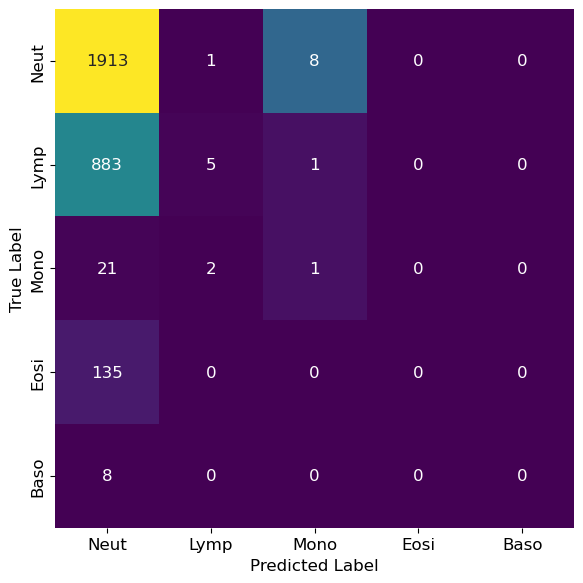 Neut 1913 1 8 0 0
Lymp 883 5 1 0 0
Mono 21 2 1 0 0
Eosi 135 0 0 0 0
Baso 8 0 0 0 0
Neut Lymp Mono Eosi Baso
True Label
Predicted Label